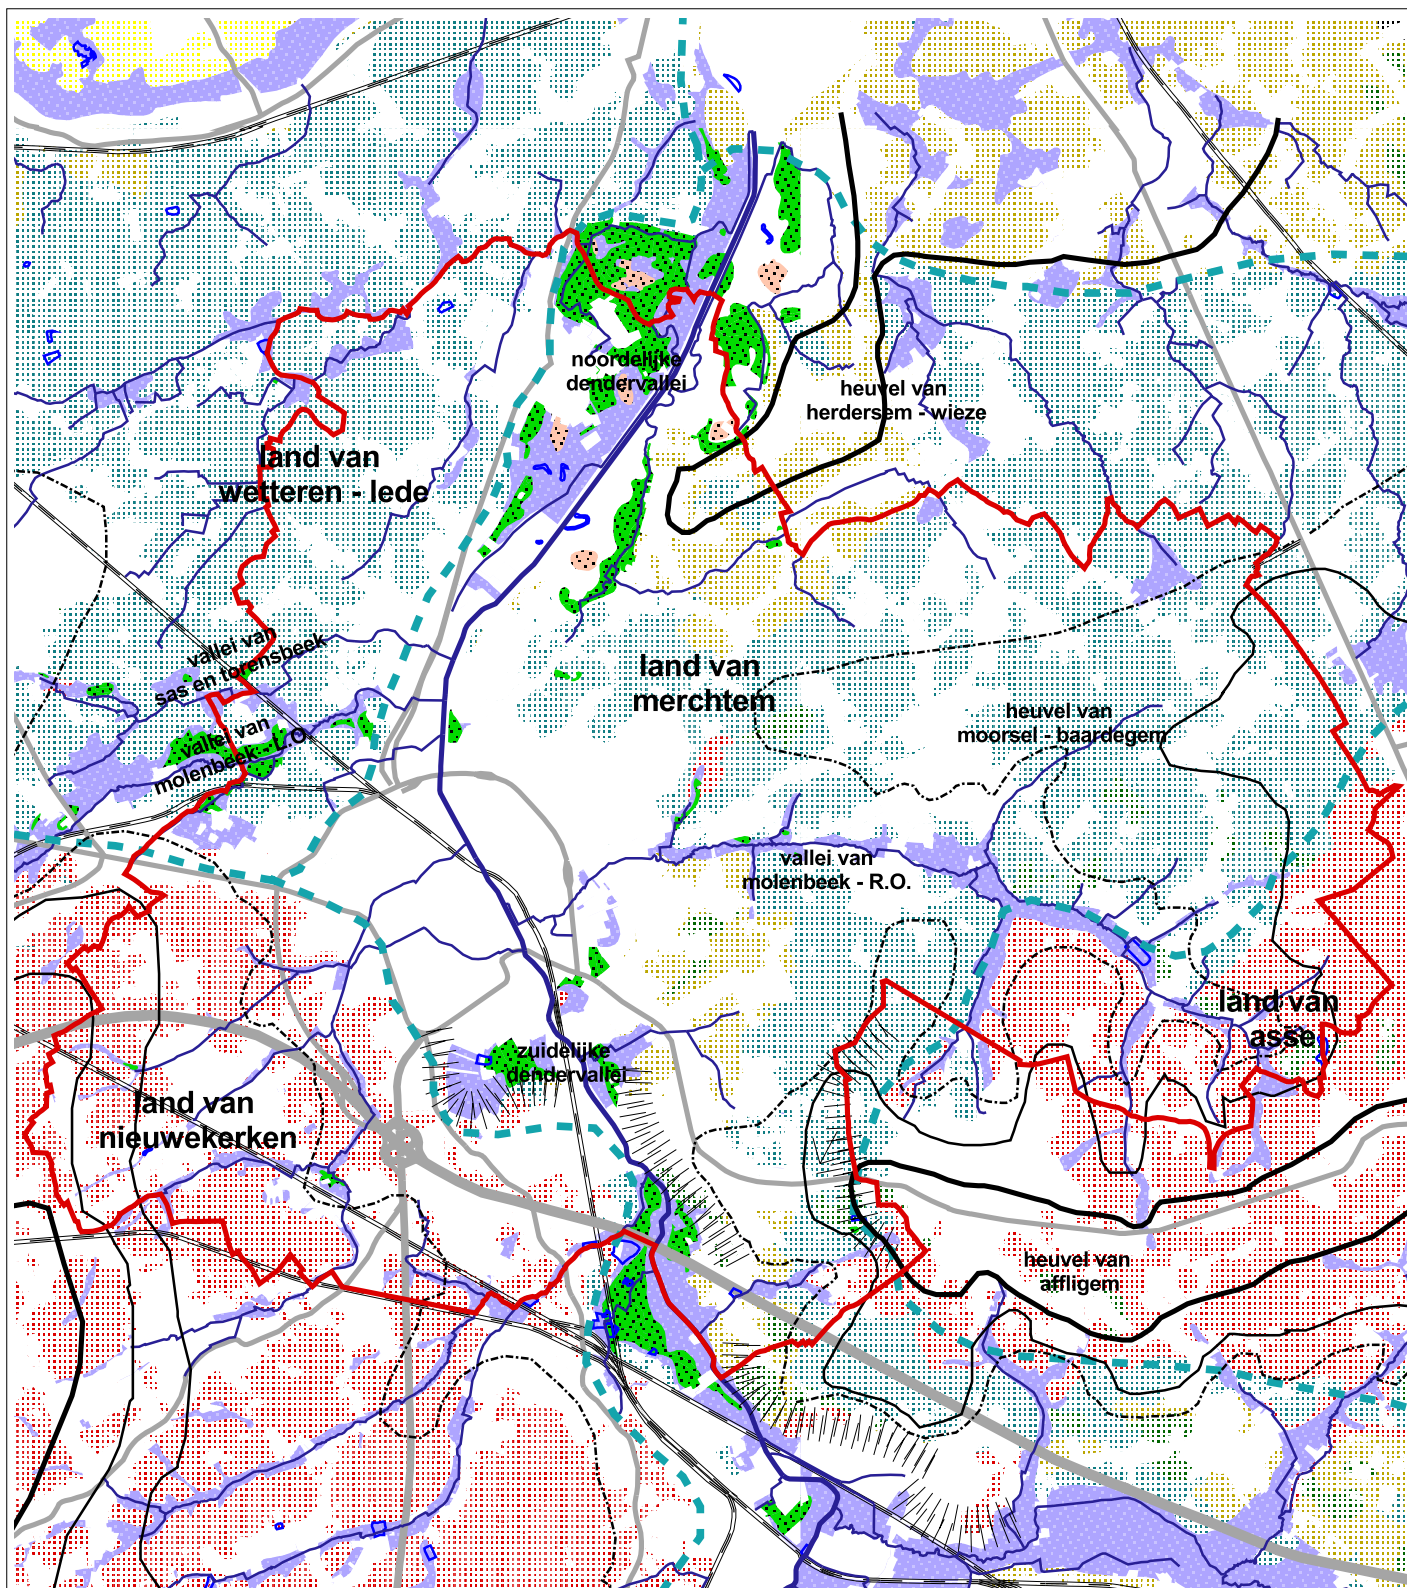 noordelijke
dendervallei
heuvel van
herdersem - wieze
land van
wetteren - lede
vallei van
sas en torensbeek
land van
merchtem
heuvel van
moorsel - baardegem
vallei van
molenbeek - L.O.
vallei van
molenbeek - R.O.
land van
asse
zuidelijke
dendervallei
land van
nieuwekerken
heuvel van
affligem